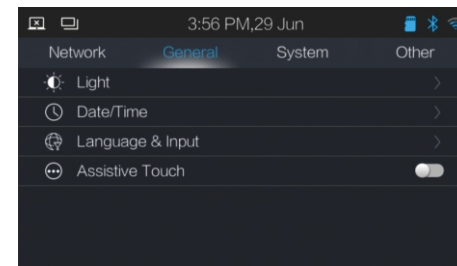 3:56 PM,29 Jun
Network General System Other
Light
Date/Time
Language & Input
Assistive Touch